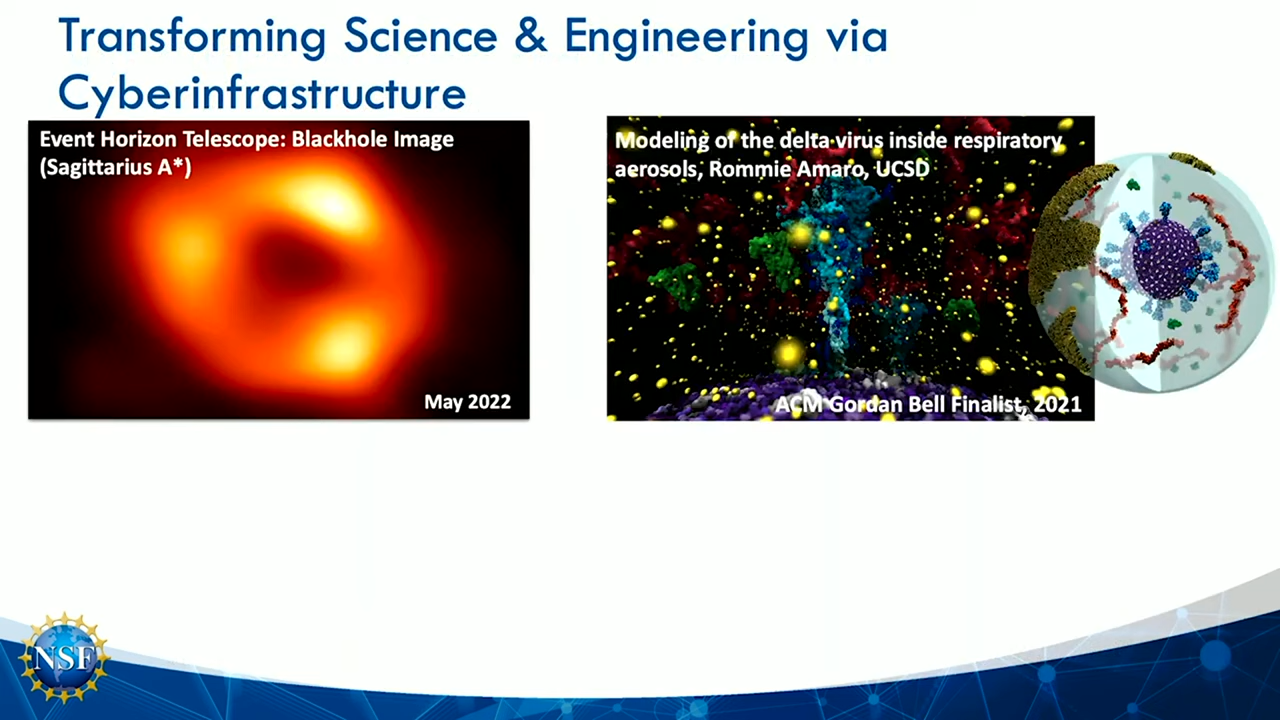 Transforming Science & Engineering via
Cyberinfrastructure
Event Horizon Telescope: Blackhole Image
(Sagittarius A*)
May 2022
Modeling of the delta virus inside respiratory
aerosols, Rommie Amaro, UCSD
ACM Gordan Bell Finalist, 2021
NSF